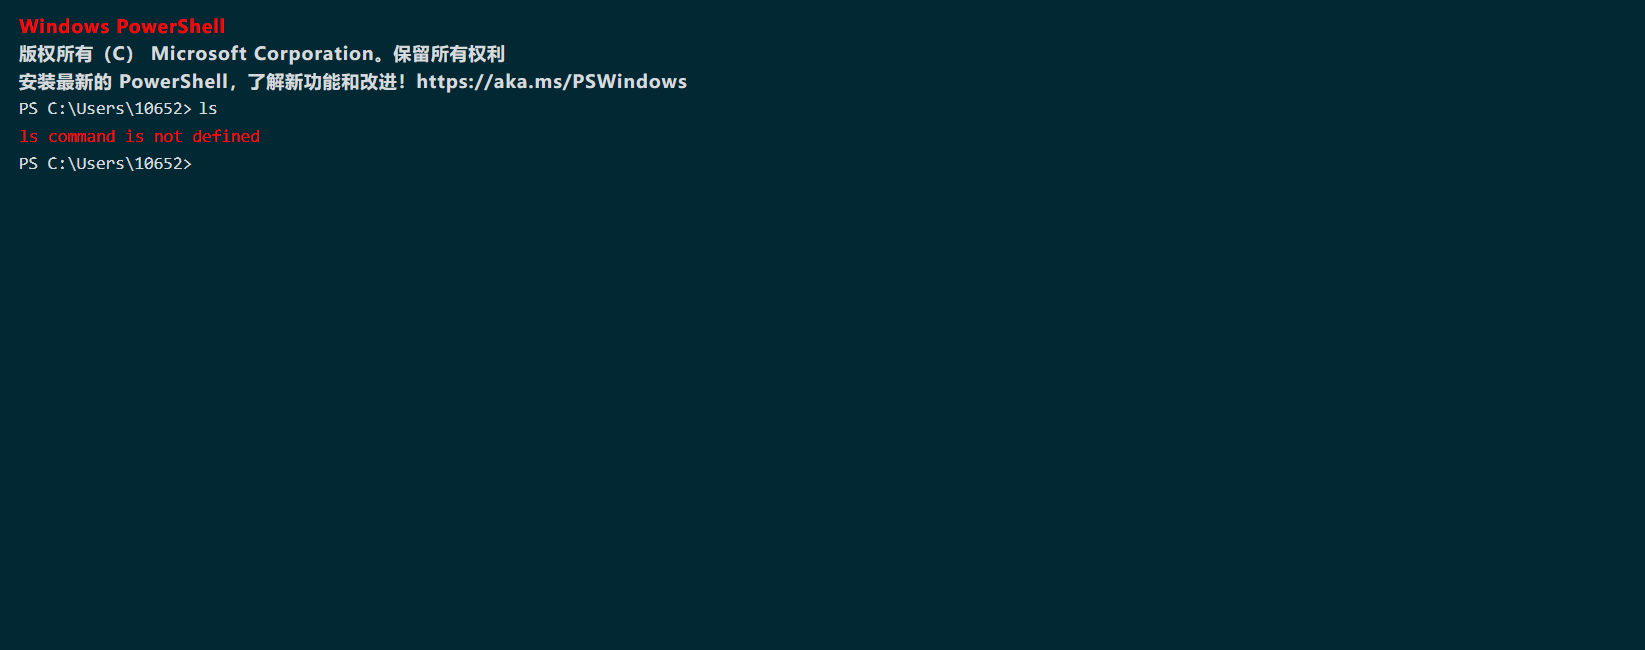 Windows PowerShell
版权所有（C） Microsoft Corporation。保留所有权利
安装最新的 PowerShell，了解新功能和改进！https://aka.ms/PSWindows
PS C:\Users\10652> ls
ls command is not defined
PS C:\Users\10652>